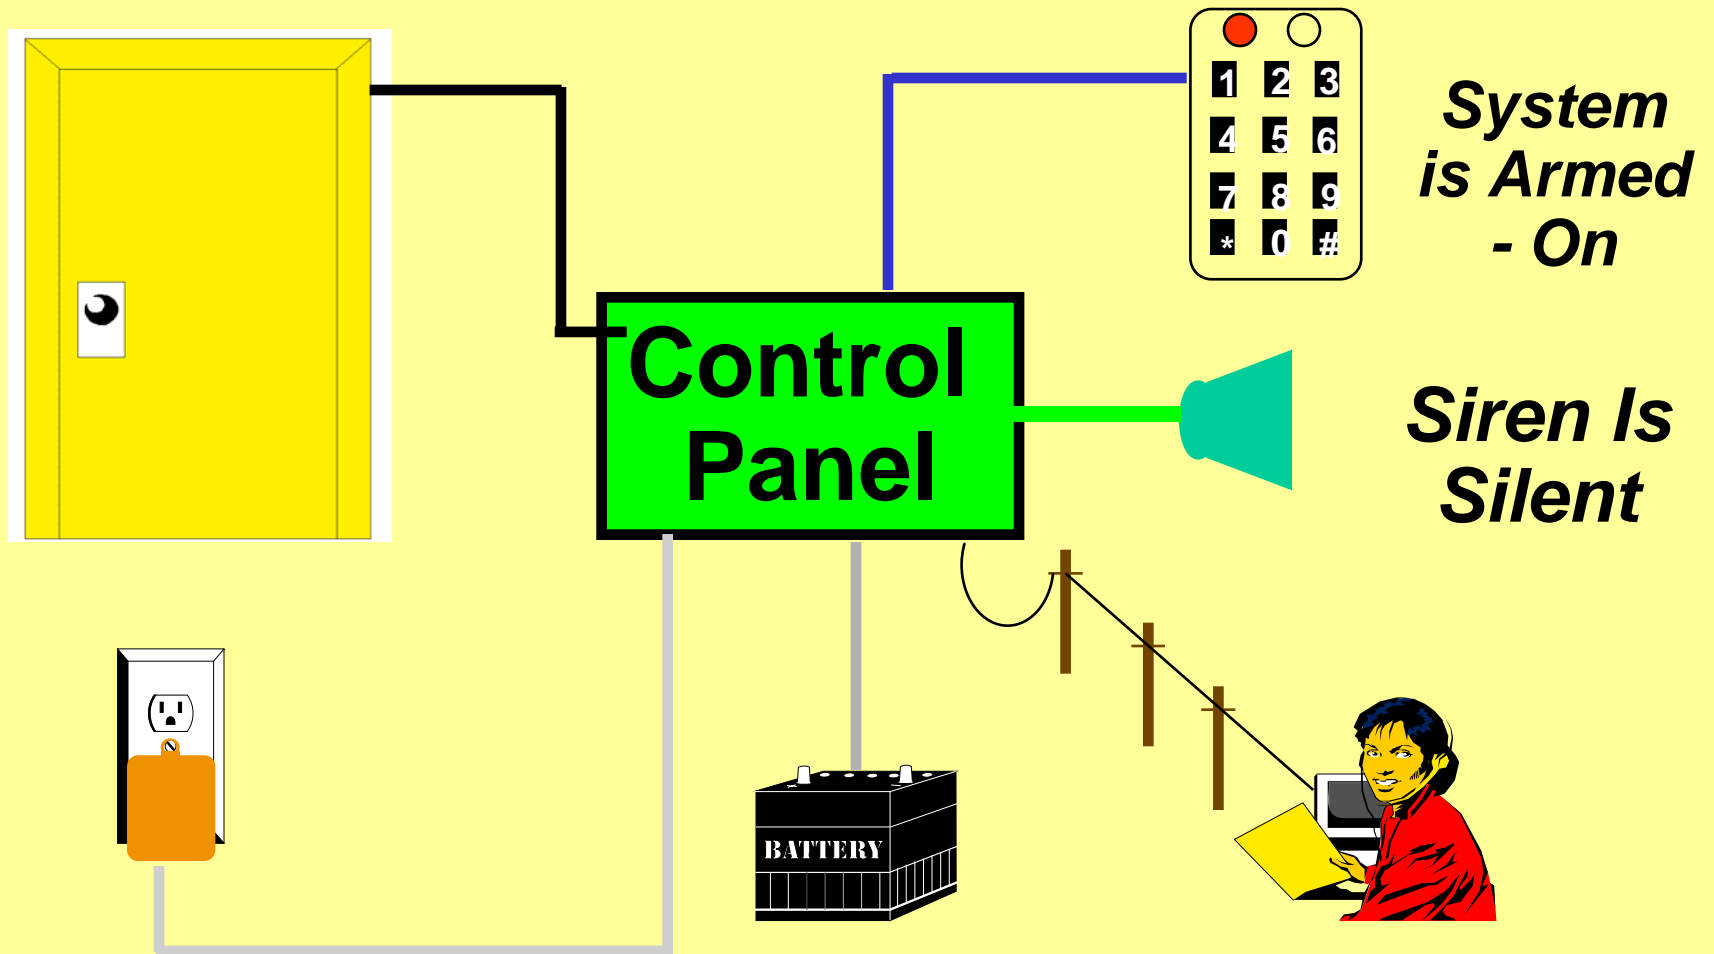 1 2 3
4 5 6
7 8 9
* 0 #
System
is Armed
- On
Control
Panel
Siren Is
Silent
BATTERY